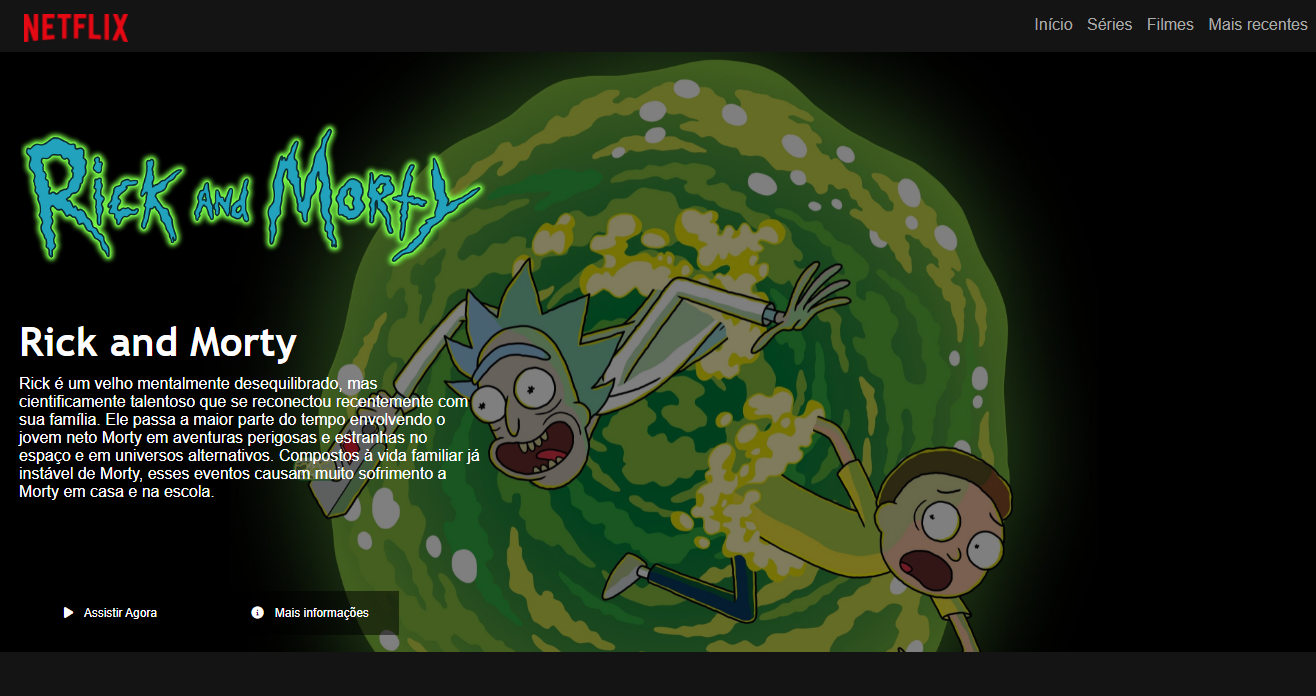 NETFLIX
Início Séries Filmes Mais recentes
Rick and Morty
Rick and Morty
Rick é um velho mentalmente desequilibrado, mas
cientificamente talentoso que se reconectou recentemente com
sua família. Ele passa a maior parte do tempo envolvendo o
jovem neto Morty em aventuras perigosas e estranhas no
espaço e em universos alternativos. Compostos à vida familiar já
instável de Morty, esses eventos causam muito sofrimento a
Morty em casa e na escola.
Assistir Agora
Mais informações